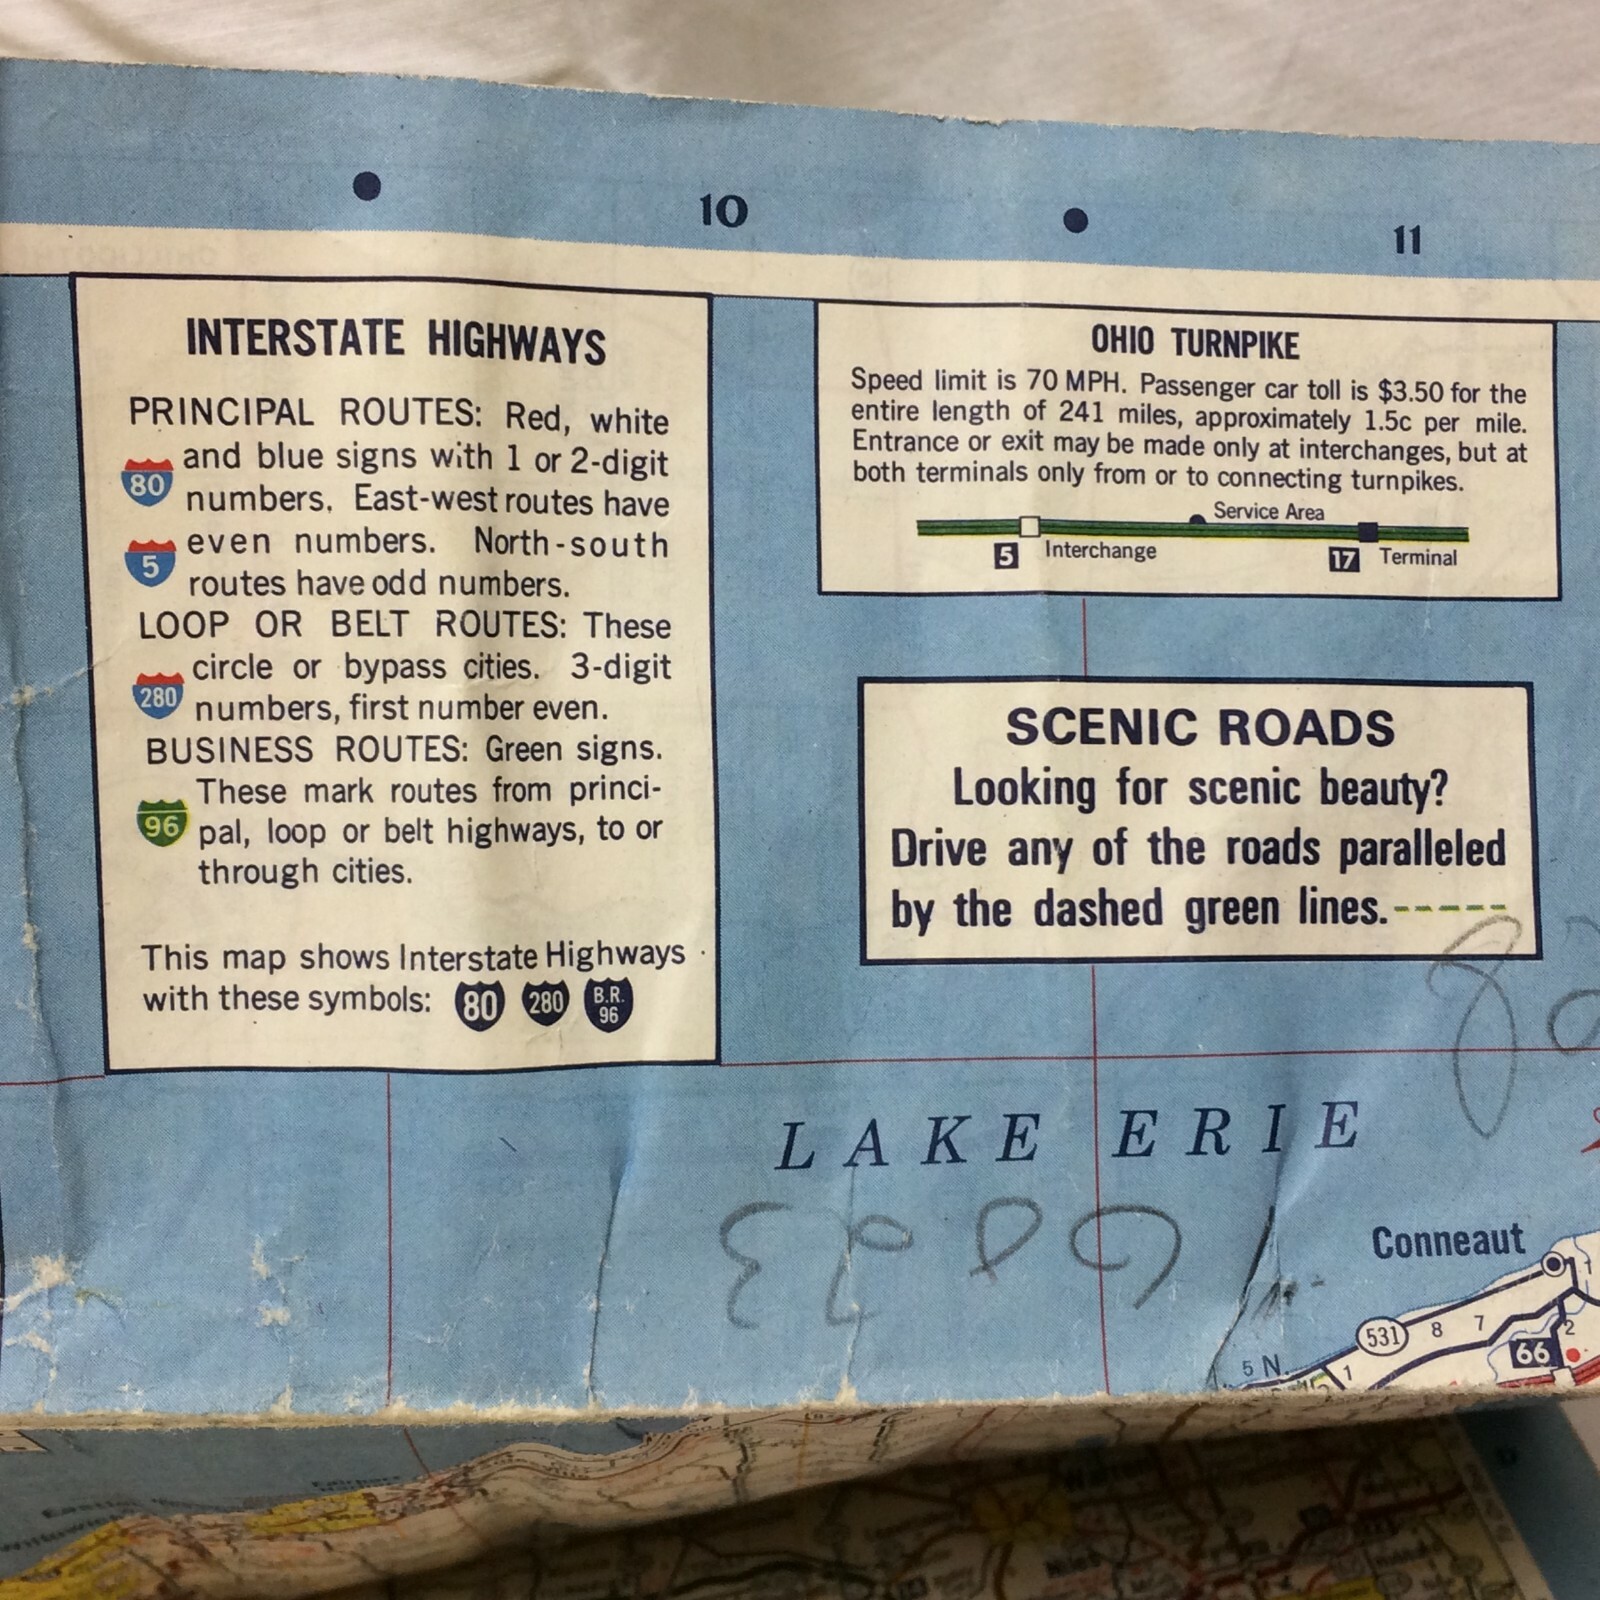 10
11
INTERSTATE HIGHWAYS
PRINCIPAL ROUTES: Red, white
and blue signs with 1 or 2-digit
80
numbers. East-west routes have
even numbers. North-south
5
routes have odd numbers.
LOOP OR BELT ROUTES: These
circle or bypass cities. 3-digit
280
numbers, first number even.
BUSINESS ROUTES: Green signs.
These mark routes from princi-
96
pal, loop or belt highways, to or
through cities.
This map shows Interstate Highways
with these symbols: 80 280 B.R. 96
OHIO TURNPIKE
Speed limit is 70 MPH. Passenger car toll is $3.50 for the
entire length of 241 miles, approximately 1.5c per mile.
Entrance or exit may be made only at interchanges, but at
both terminals only from or to connecting turnpikes.
Service Area
5 Interchange 17 Terminal
SCENIC ROADS
Looking for scenic beauty?
Drive any of the roads paralleled
by the dashed green lines.-----
LAKE ERIE
Conneaut
531 8 7
2
66
5 N.
1
1